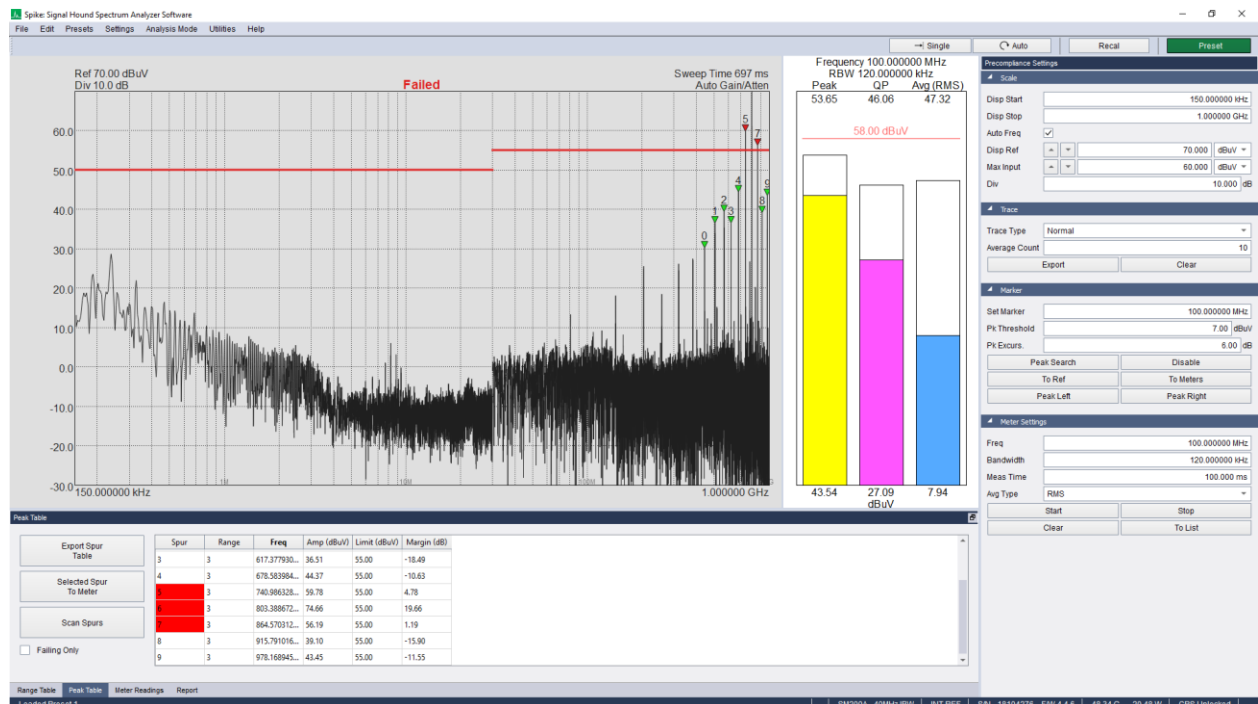 Spike: Signal Hound Spectrum Analyzer Software
File Edit Presets Settings Analysis Mode Utilities Help
Single Auto Recal Preset
Ref 70.00 dBuV
Div 10.0 dB
Failed
Sweep Time 697 ms
Auto Gain/Atten
60.0
50.0
40.0
30.0
20.0
10.0
0.0
-10.0
-20.0
-30.0
0 1 2 3 4 5 7 8 9
1M 10M 100M
150.000000 kHz
1.000000 GHz
Frequency 100.000000 MHz
RBW 120.000000 kHz
Peak QP Avg (RMS)
53.65 46.06 47.32
58.00 dBuV
43.54 27.09 7.94
dBuV
Precompliance Settings
Scale
Disp Start 150.000000 kHz
Disp Stop 1.000000 GHz
Auto Freq
Disp Ref 70.000 dBuV
Max Input 60.000 dBuV
Div 10.000 dB
Trace
Trace Type Normal
Average Count 10
Export Clear
Marker
Set Marker 100.000000 MHz
Pk Threshold 7.00 dBuV
Pk Excurs. 6.00 dB
Peak Search Disable
To Ref To Meters
Peak Left Peak Right
Meter Settings
Freq 100.000000 MHz
Bandwidth 120.000000 kHz
Meas Time 100.000 ms
Avg Type RMS
Start Stop
Clear To List
Peak Table
Export Spur Table
Selected Spur To Meter
Scan Spurs
Failing Only
Spur Range Freq Amp (dBuV) Limit (dBuV) Margin (dB)
3 3 617.377930... 36.51 55.00 -18.49
4 3 678.583984... 44.37 55.00 -10.63
5 3 740.986328... 59.78 55.00 4.78
6 3 803.388672... 74.66 55.00 19.66
7 3 864.570312... 56.19 55.00 1.19
8 3 915.791016... 39.10 55.00 -15.90
9 3 978.168945... 43.45 55.00 -11.55
Range Table Peak Table Meter Readings Report